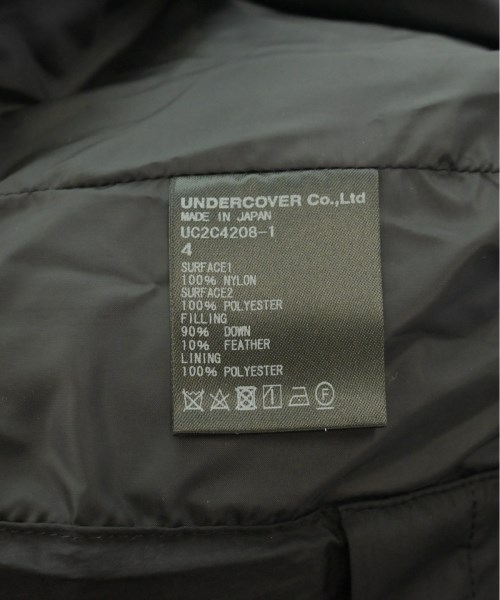 UNDERCOVER Co.,Ltd
MADE IN JAPAN
UC2C4208-1
4
SURFACE1
100% NYLON
SURFACE2
100% POLYESTER
FILLING
90% DOWN
10% FEATHER
LINING
100% POLYESTER
F